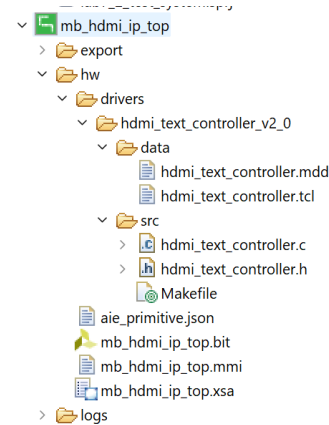 mb_hdmi_ip_top
export
hw
drivers
hdmi_text_controller_v2_0
data
hdmi_text_controller.mdd
hdmi_text_controller.tcl
src
hdmi_text_controller.c
hdmi_text_controller.h
Makefile
aie_primitive.json
mb_hdmi_ip_top.bit
mb_hdmi_ip_top.mmi
mb_hdmi_ip_top.xsa
logs